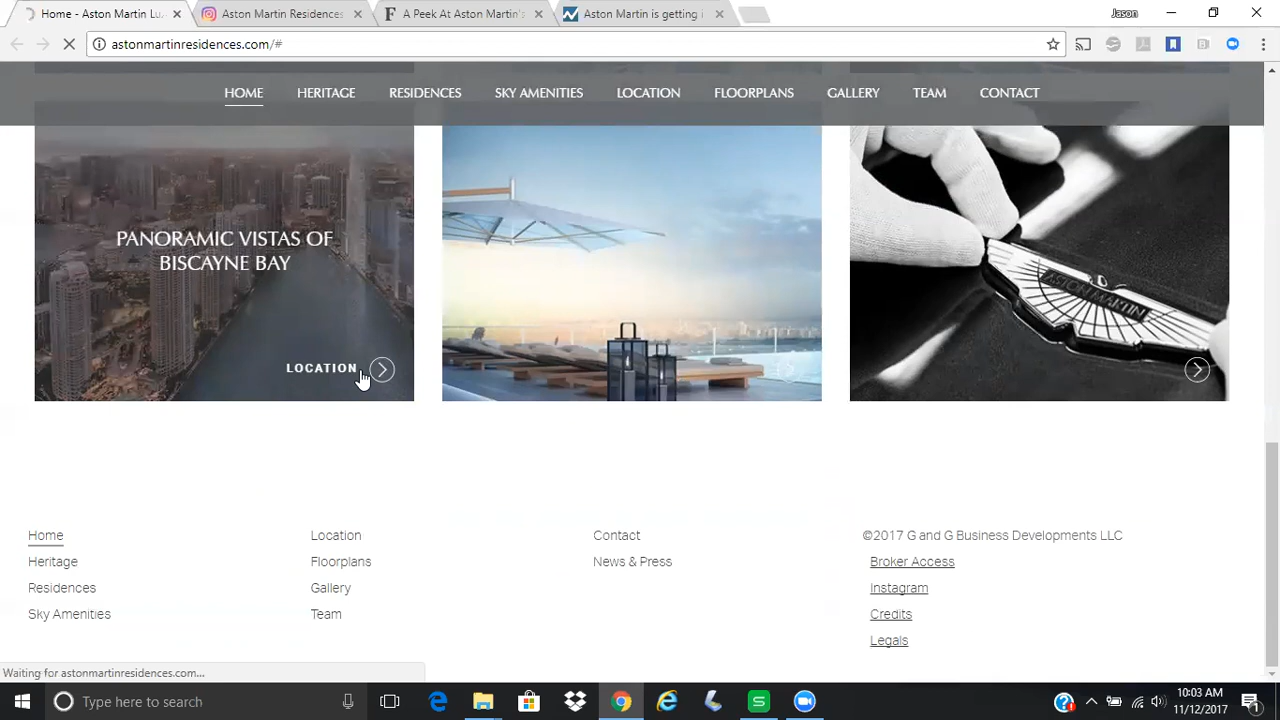 Home - Aston Martin Lu
Aston Martin Residences
A Peek At Aston Martin's
Aston Martin is getting i
Jason
astonmartinresidences.com/#
HOME
HERITAGE
RESIDENCES
SKY AMENITIES
LOCATION
FLOORPLANS
GALLERY
TEAM
CONTACT
PANORAMIC VISTAS OF
BISCAYNE BAY
LOCATION
ASTON MARTIN
Home
Heritage
Residences
Sky Amenities
Location
Floorplans
Gallery
Team
Contact
News & Press
©2017 G and G Business Developments LLC
Broker Access
Instagram
Credits
Legals
Waiting for astonmartinresidences.com...
Type here to search
10:03 AM
11/12/2017